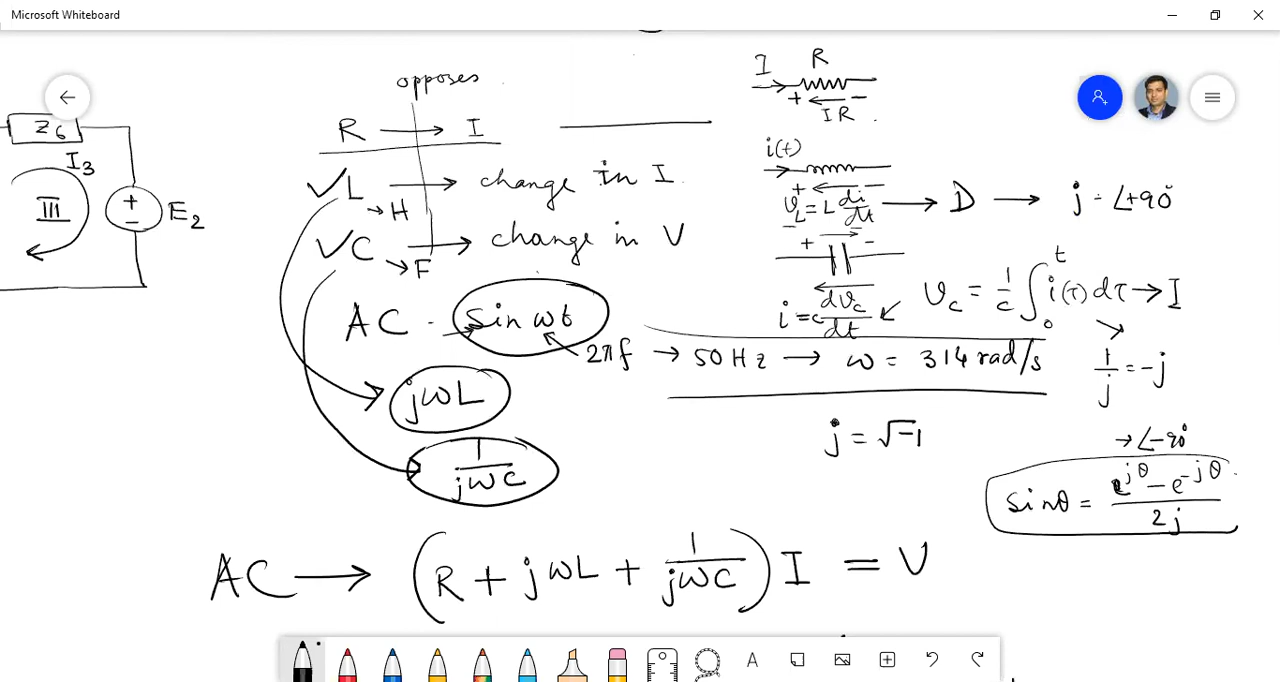 Microsoft Whiteboard
opposes
R → I
√L → change in I
→ H
√C → change in V
→ F
AC - sin ωt
2πf → 50 Hz → ω = 314 rad/s
jωL
1/jωC
AC → (R + jωL + 1/jωC) I = V
Z6
I3
III
+
-
E2
I R
+ ← -
IR
i(t)
+ ← -
v_L = L di/dt → D → j - ∠+90°
- → -
+ -
i = c dv_c/dt
v_c = 1/c ∫₀ᵗ i(τ) dτ → I
1/j = -j
→ ∠-90°
j = √-1
sinθ = (e^jθ - e^-jθ)/2j
A